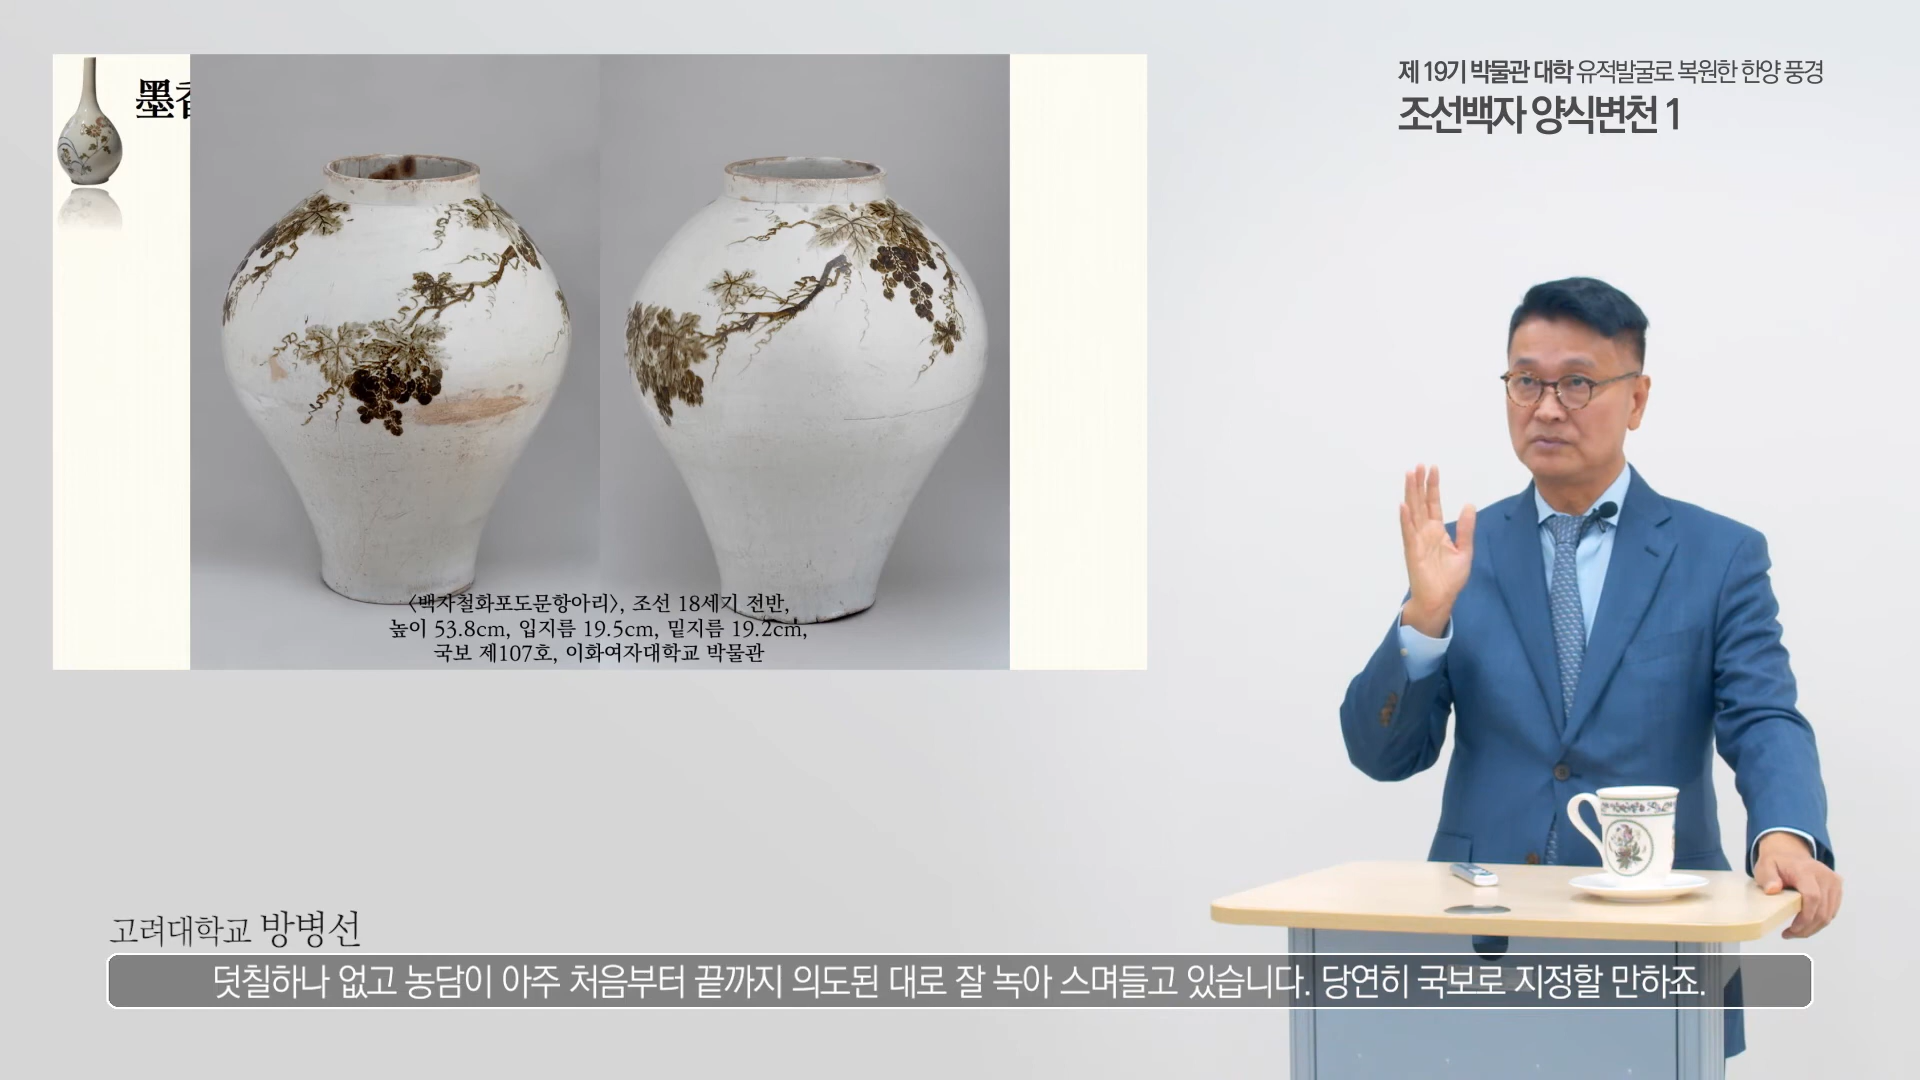 墨
제 19기 박물관 대학 유적발굴로 복원한 한양 풍경
조선백자 양식변천 1
〈백자철화포도문항아리〉, 조선 18세기 전반,
높이 53.8cm, 입지름 19.5cm, 밑지름 19.2cm,
국보 제107호, 이화여자대학교 박물관
고려대학교 방병선
덧칠하나 없고 농담이 아주 처음부터 끝까지 의도된 대로 잘 녹아 스며들고 있습니다. 당연히 국보로 지정할 만하죠.